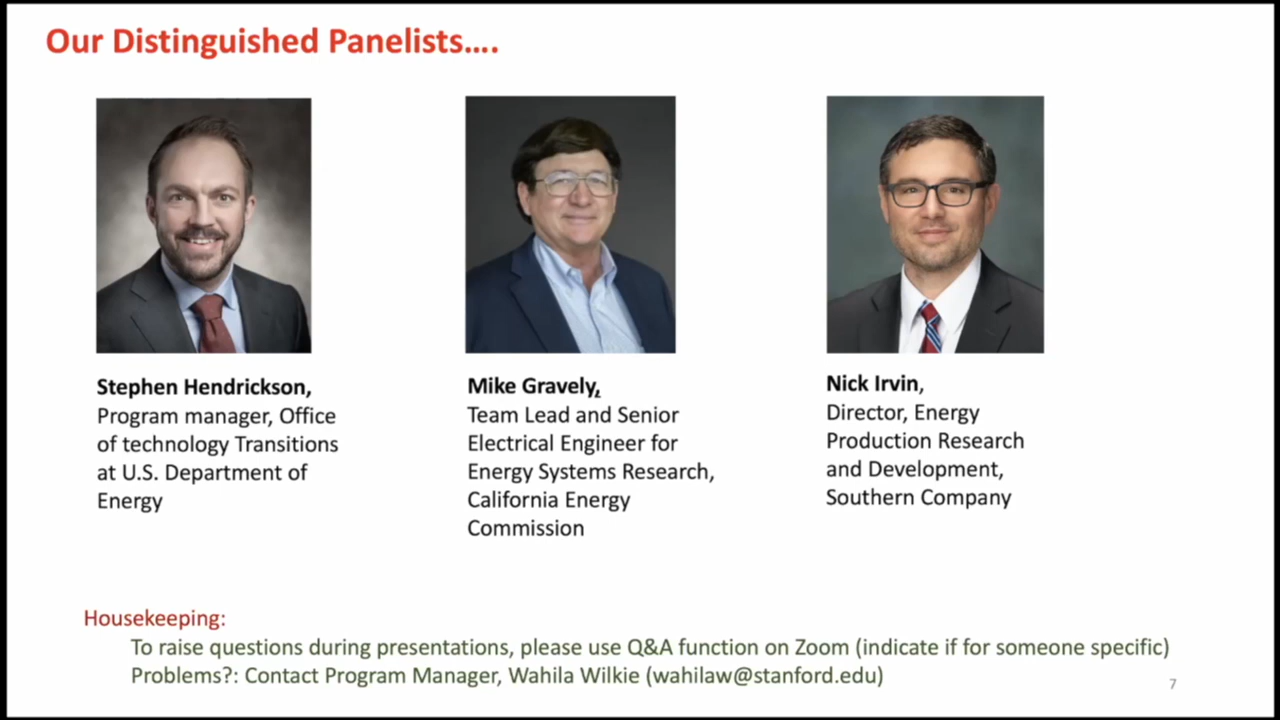 Our Distinguished Panelists....
Stephen Hendrickson,
Program manager, Office
of technology Transitions
at U.S. Department of
Energy
Mike Gravely,
Team Lead and Senior
Electrical Engineer for
Energy Systems Research,
California Energy
Commission
Nick Irvin,
Director, Energy
Production Research
and Development,
Southern Company
Housekeeping:
To raise questions during presentations, please use Q&A function on Zoom (indicate if for someone specific)
Problems?: Contact Program Manager, Wahila Wilkie (wahilaw@stanford.edu)
7